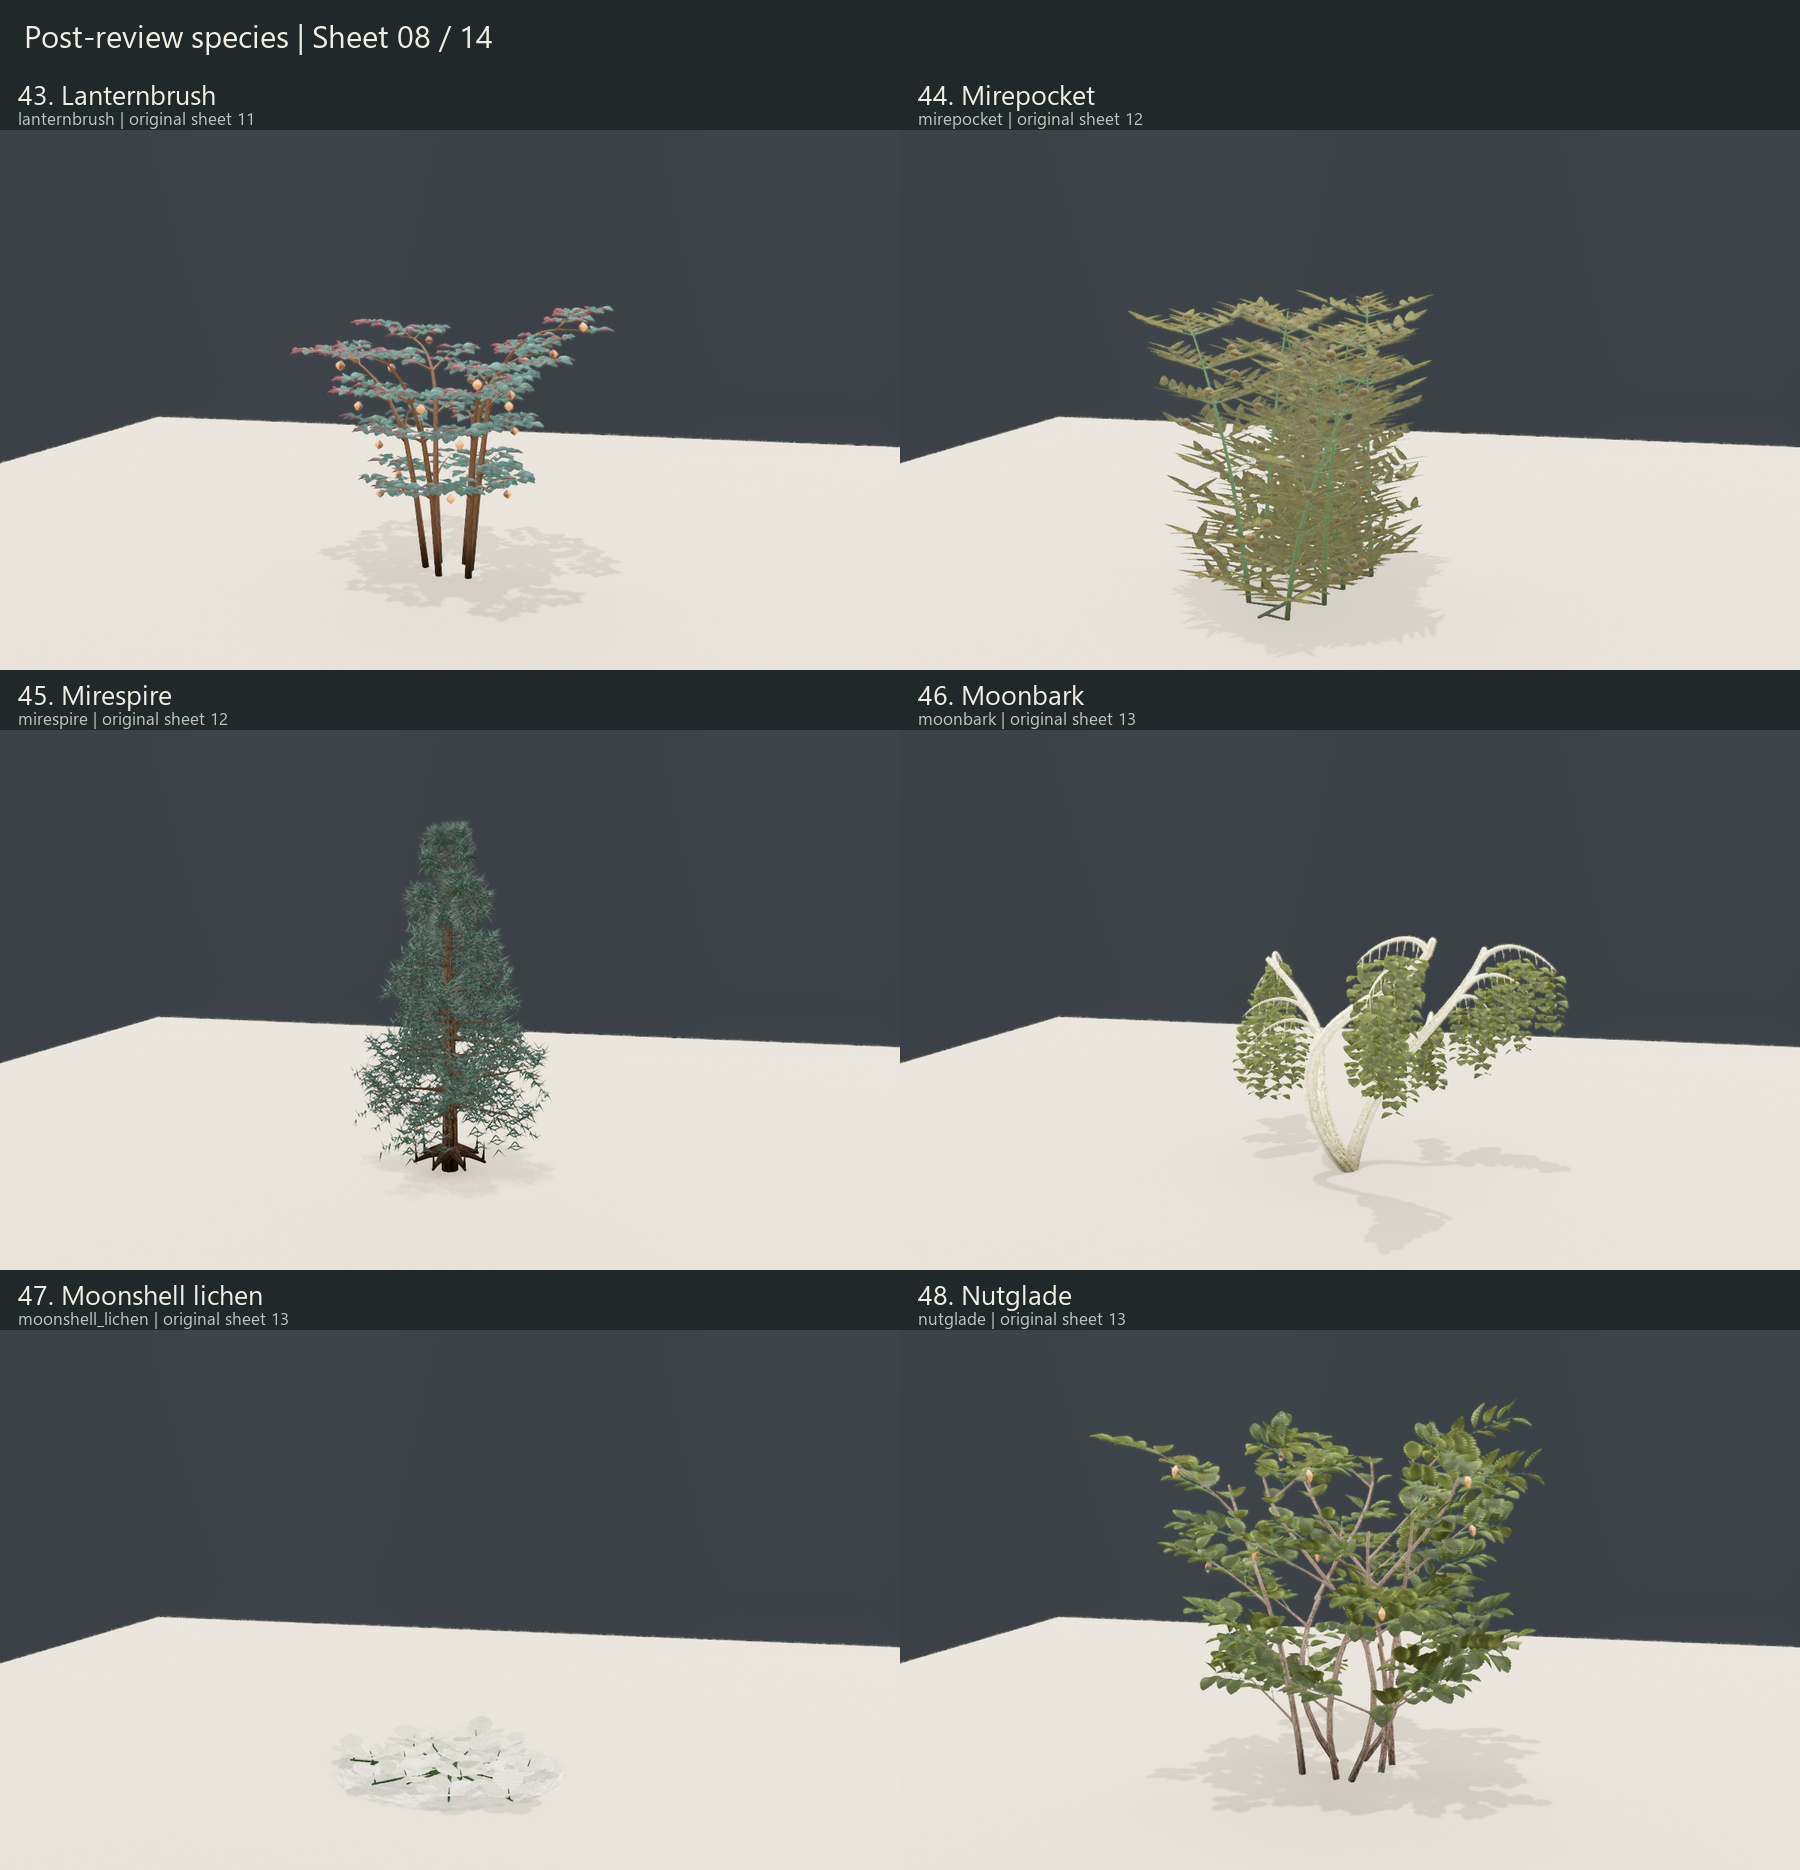 Post-review species | Sheet 08 / 14
43. Lanternbrush
lanternbrush | original sheet 11
44. Mirepocket
mirepocket | original sheet 12
45. Mirespire
mirespire | original sheet 12
46. Moonbark
moonbark | original sheet 13
47. Moonshell lichen
moonshell_lichen | original sheet 13
48. Nutglade
nutglade | original sheet 13